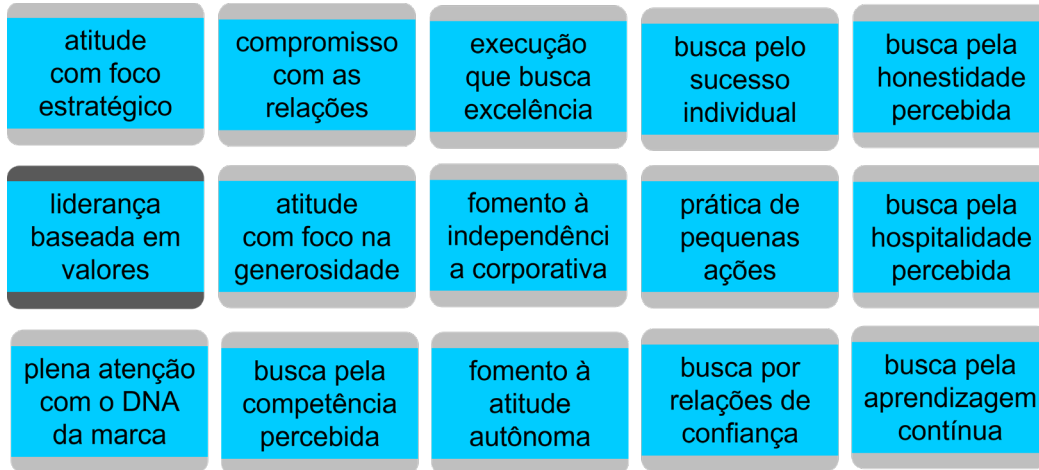 atitude
com foco
estratégico
compromisso
com as
relações
execução
que busca
excelência
busca pelo
sucesso
individual
busca pela
honestidade
percebida
liderança
baseada em
valores
atitude
com foco na
generosidade
fomento à
independênci
a corporativa
prática de
pequenas
ações
busca pela
hospitalidade
percebida
plena atenção
com o DNA
da marca
busca pela
competência
percebida
fomento à
atitude
autônoma
busca por
relações de
confiança
busca pela
aprendizagem
contínua